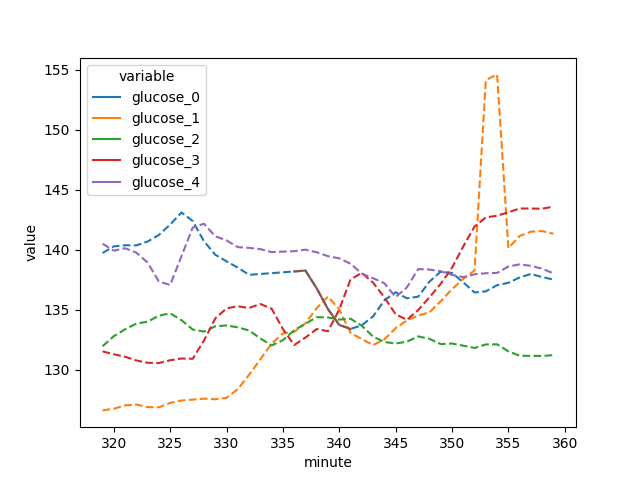 variable
glucose_0
glucose_1
glucose_2
glucose_3
glucose_4
155
150
145
140
135
130
value
320 325 330 335 340 345 350 355 360
minute